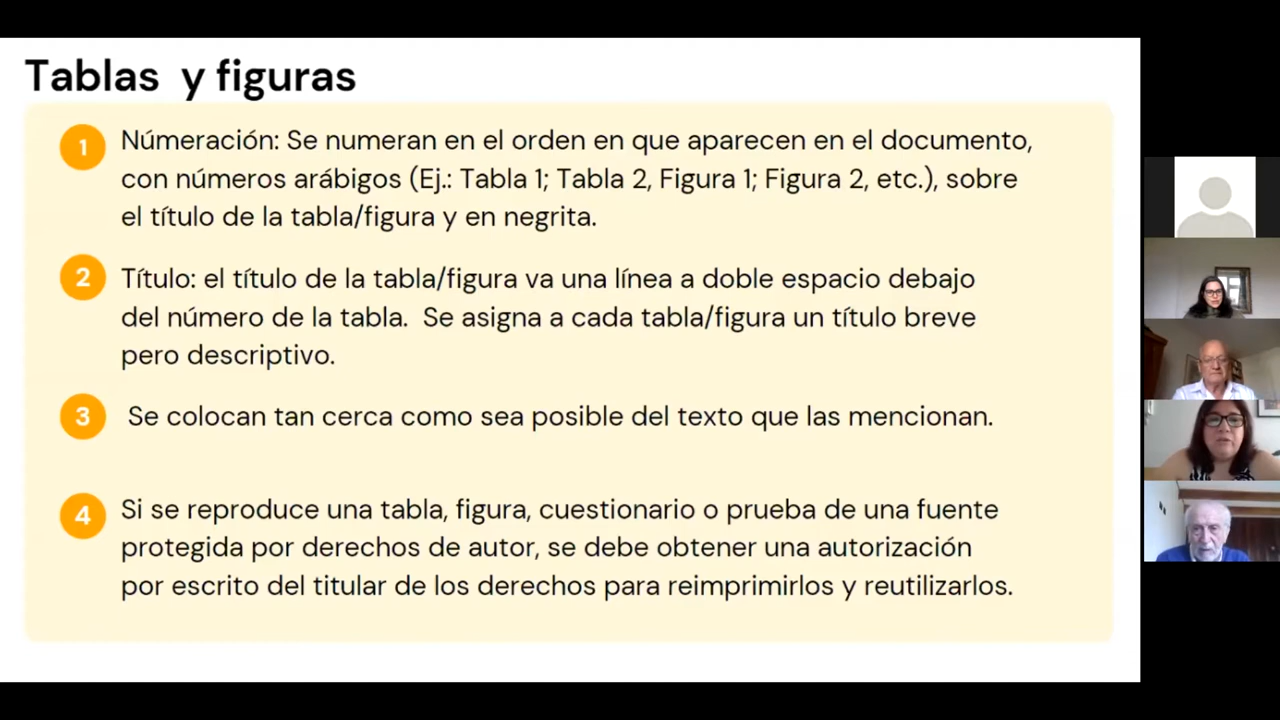 Tablas y figuras
1 Númeración: Se numeran en el orden en que aparecen en el documento,
con números arábigos (Ej.: Tabla 1; Tabla 2, Figura 1; Figura 2, etc.), sobre
el título de la tabla/figura y en negrita.
2 Título: el título de la tabla/figura va una línea a doble espacio debajo
del número de la tabla. Se asigna a cada tabla/figura un título breve
pero descriptivo.
3 Se colocan tan cerca como sea posible del texto que las mencionan.
4 Si se reproduce una tabla, figura, cuestionario o prueba de una fuente
protegida por derechos de autor, se debe obtener una autorización
por escrito del titular de los derechos para reimprimirlos y reutilizarlos.